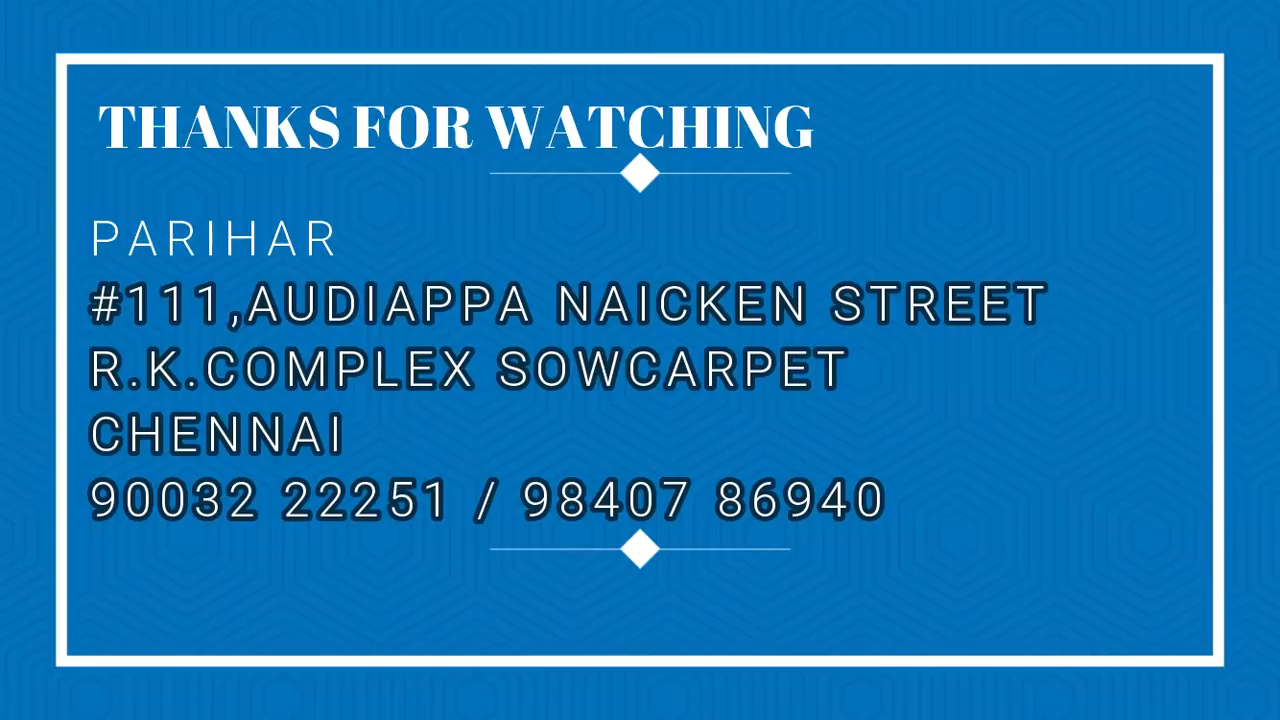 THANKS FOR WATCHING
PARIHAR
#111,AUDIAPPA NAICKEN STREET
R.K.COMPLEX SOWCARPET
CHENNAI
90032 22251 / 98407 86940